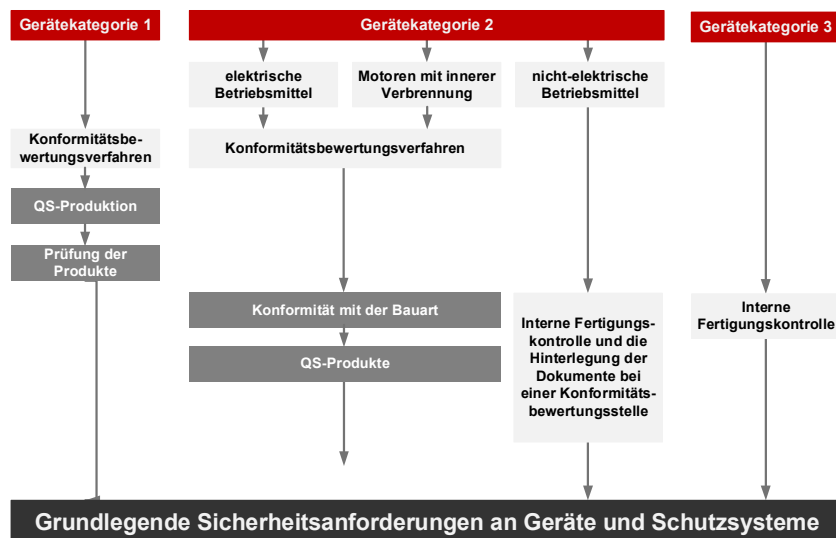 Gerätekategorie 1
Gerätekategorie 2
Gerätekategorie 3
elektrische
Betriebsmittel
Motoren mit innerer
Verbrennung
nicht-elektrische
Betriebsmittel
Konformitätsbe-
wertungsverfahren
Konformitätsbewertungsverfahren
QS-Produktion
Prüfung der
Produkte
Konformität mit der Bauart
QS-Produkte
Interne Fertigungs-
kontrolle und die
Hinterlegung der
Dokumente bei
einer Konformitäts-
bewertungsstelle
Interne
Fertigungskontrolle
Grundlegende Sicherheitsanforderungen an Geräte und Schutzsysteme